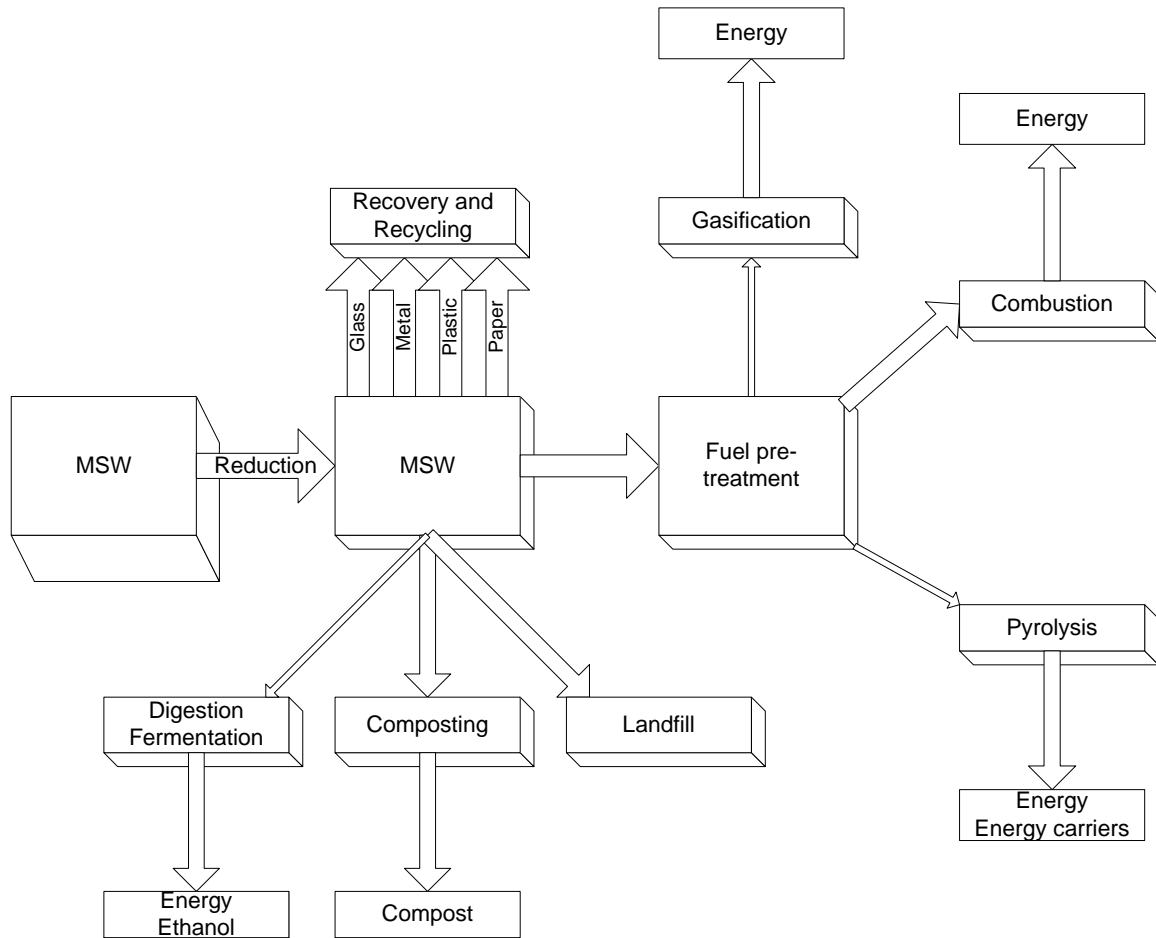 Energy
Energy
Recovery and
Recycling
Gasification
Combustion
Glass
Metal
Plastic
Paper
MSW
Reduction
MSW
Fuel pre-
treatment
Pyrolysis
Digestion
Fermentation
Composting
Landfill
Energy
Energy carriers
Energy
Ethanol
Compost